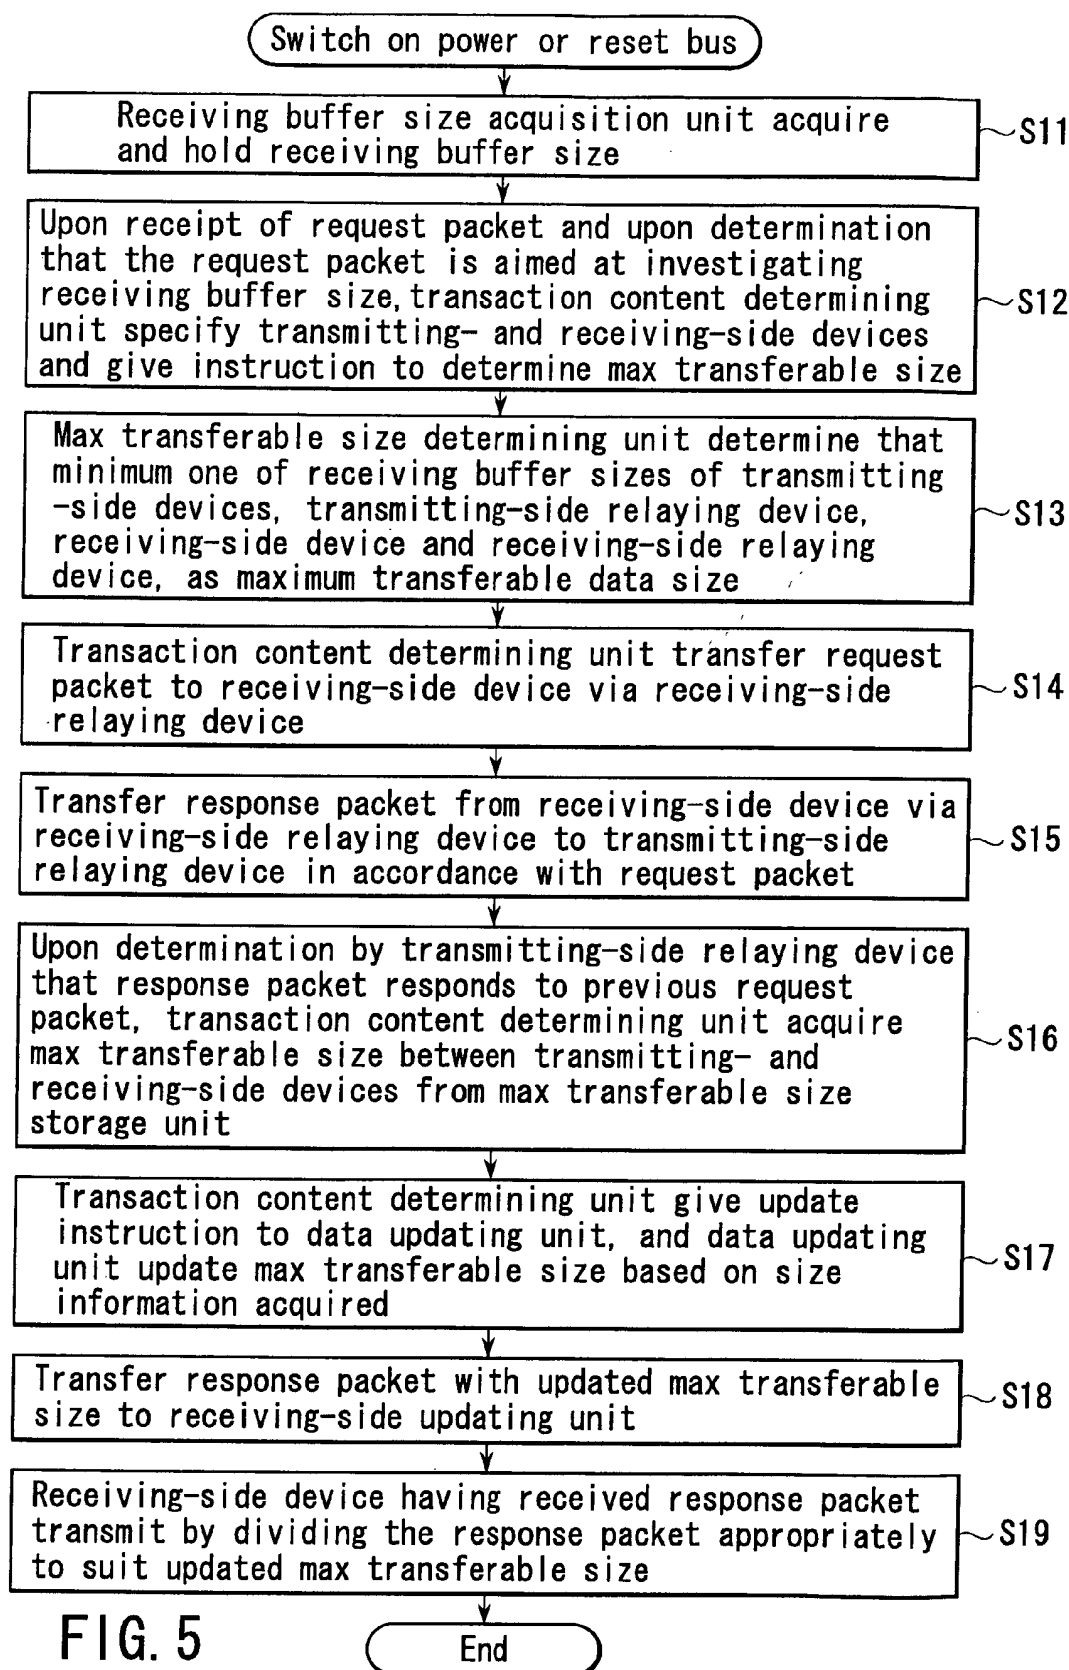 Switch on power or reset bus
Receiving buffer size acquisition unit acquire
and hold receiving buffer size
S11
Upon receipt of request packet and upon determination
that the request packet is aimed at investigating
receiving buffer size, transaction content determining
unit specify transmitting- and receiving-side devices
and give instruction to determine max transferable size
S12
Max transferable size determining unit determine that
minimum one of receiving buffer sizes of transmitting
-side devices, transmitting-side relaying device,
receiving-side device and receiving-side relaying
device, as maximum transferable data size
S13
Transaction content determining unit transfer request
packet to receiving-side device via receiving-side
relaying device
S14
Transfer response packet from receiving-side device via
receiving-side relaying device to transmitting-side
relaying device in accordance with request packet
S15
Upon determination by transmitting-side relaying device
that response packet responds to previous request
packet, transaction content determining unit acquire
max transferable size between transmitting- and
receiving-side devices from max transferable size
storage unit
S16
Transaction content determining unit give update
instruction to data updating unit, and data updating
unit update max transferable size based on size
information acquired
S17
Transfer response packet with updated max transferable
size to receiving-side updating unit
S18
Receiving-side device having received response packet
transmit by dividing the response packet appropriately
to suit updated max transferable size
S19
End
FIG. 5